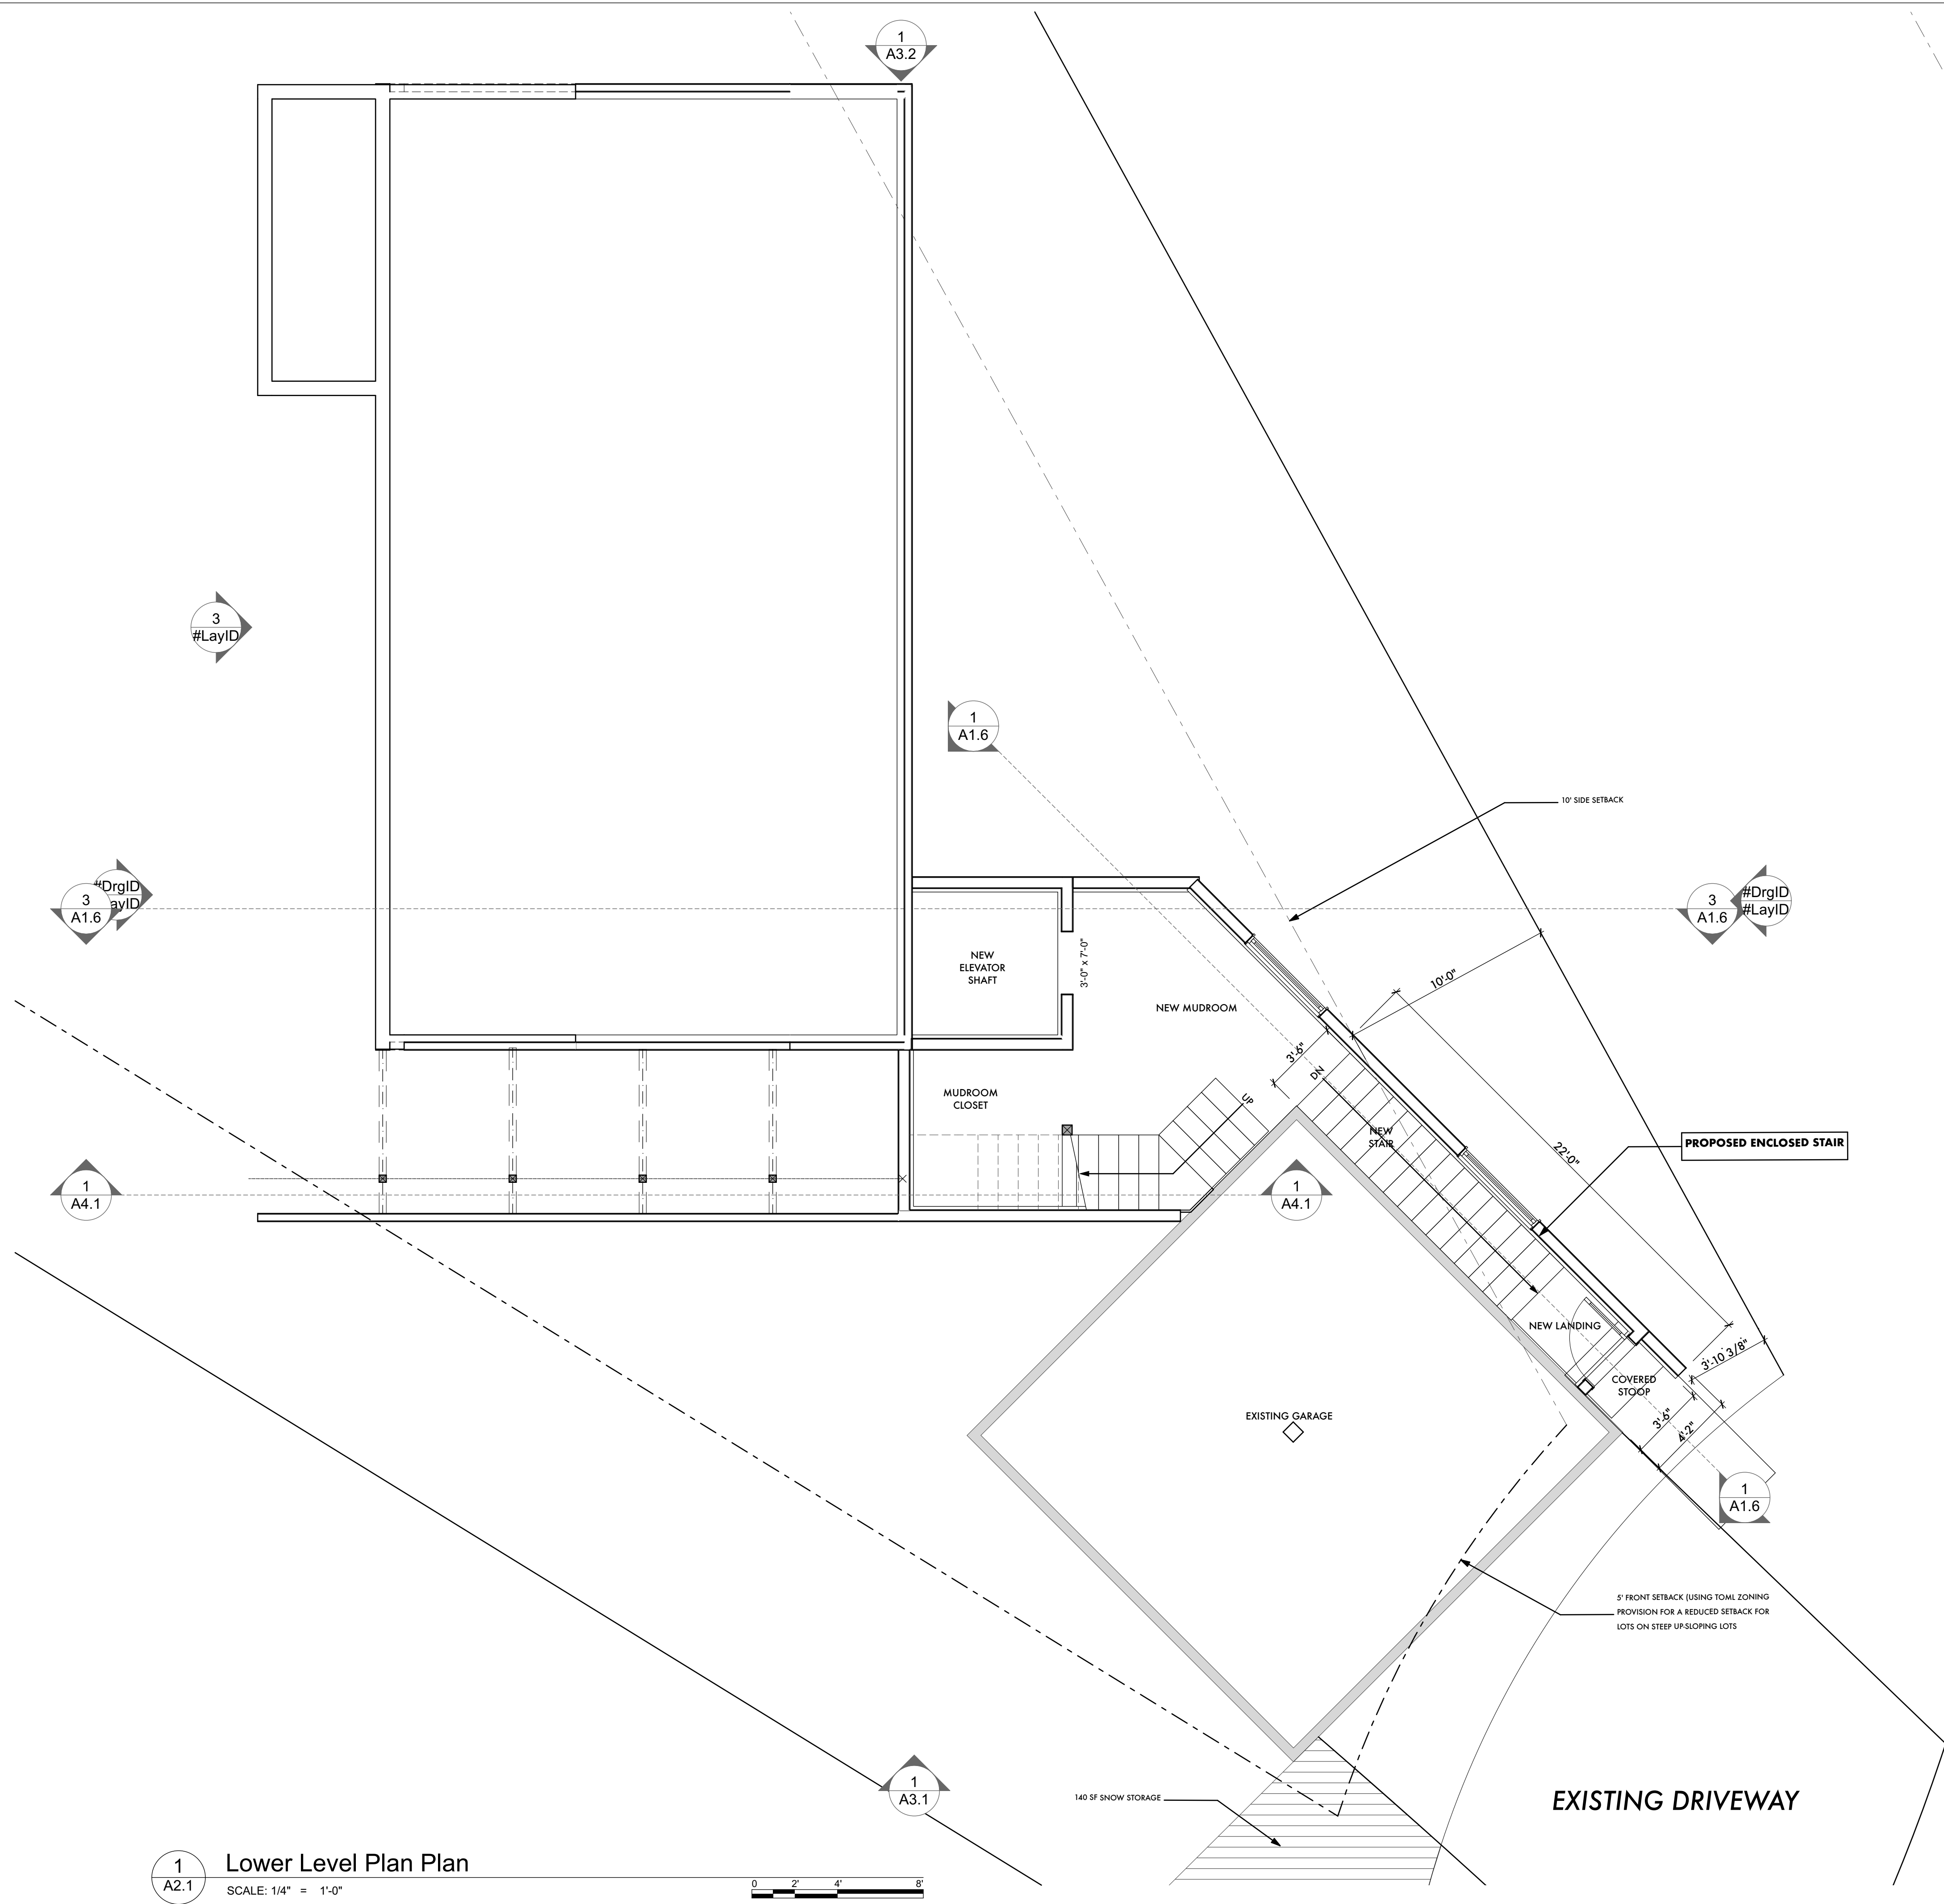 1
A3.2
3
#LayID
1
A1.6
10' SIDE SETBACK
#DrgID
ayID
3
A1.6
3
A1.6
#DrgID
#LayID
NEW
ELEVATOR
SHAFT
3'-0" x 7'-0"
NEW MUDROOM
10'-0"
3'-6"
DN
MUDROOM
CLOSET
UP
NEW
STAIR
22'-0"
PROPOSED ENCLOSED STAIR
1
A4.1
1
A4.1
NEW LANDING
3'-10 3/8"
COVERED
STOOP
3'-6"
4'-2"
EXISTING GARAGE
1
A1.6
5' FRONT SETBACK (USING TOML ZONING
PROVISION FOR A REDUCED SETBACK FOR
LOTS ON STEEP UP-SLOPING LOTS
1
A3.1
140 SF SNOW STORAGE
EXISTING DRIVEWAY
1
A2.1
Lower Level Plan Plan
SCALE: 1/4" = 1'-0"
0 2' 4' 8'